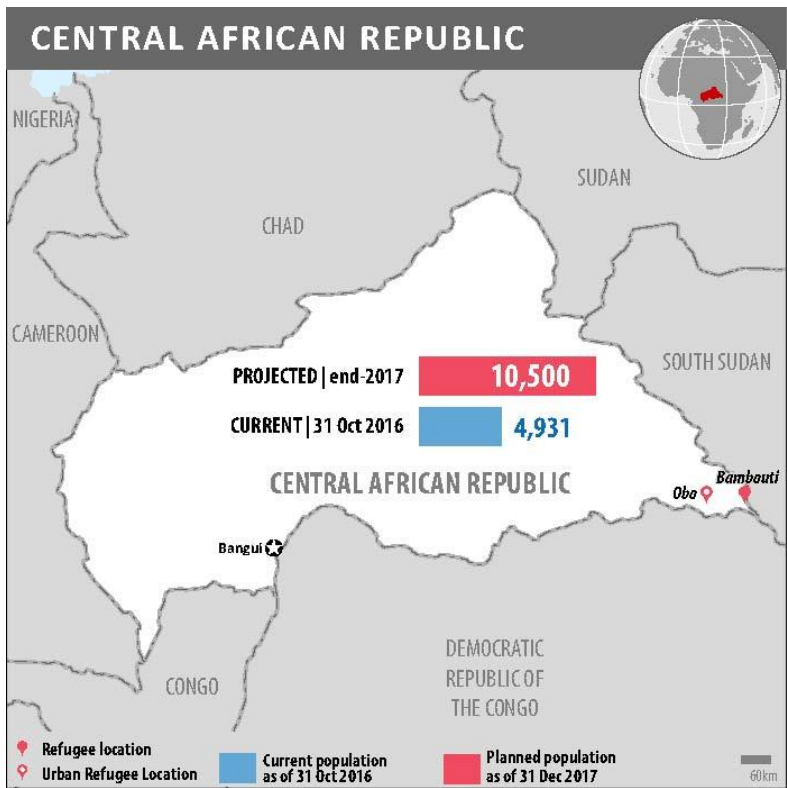 CENTRAL AFRICAN REPUBLIC
NIGERIA
SUDAN
CHAD
CAMEROON
SOUTH SUDAN
PROJECTED | end-2017
10,500
CURRENT | 31 Oct 2016
4,931
CENTRAL AFRICAN REPUBLIC
Bambouti
Obo
Bangui
DEMOCRATIC
REPUBLIC OF
THE CONGO
CONGO
Refugee location
Urban Refugee Location
Current population
as of 31 Oct 2016
Planned population
as of 31 Dec 2017
60km